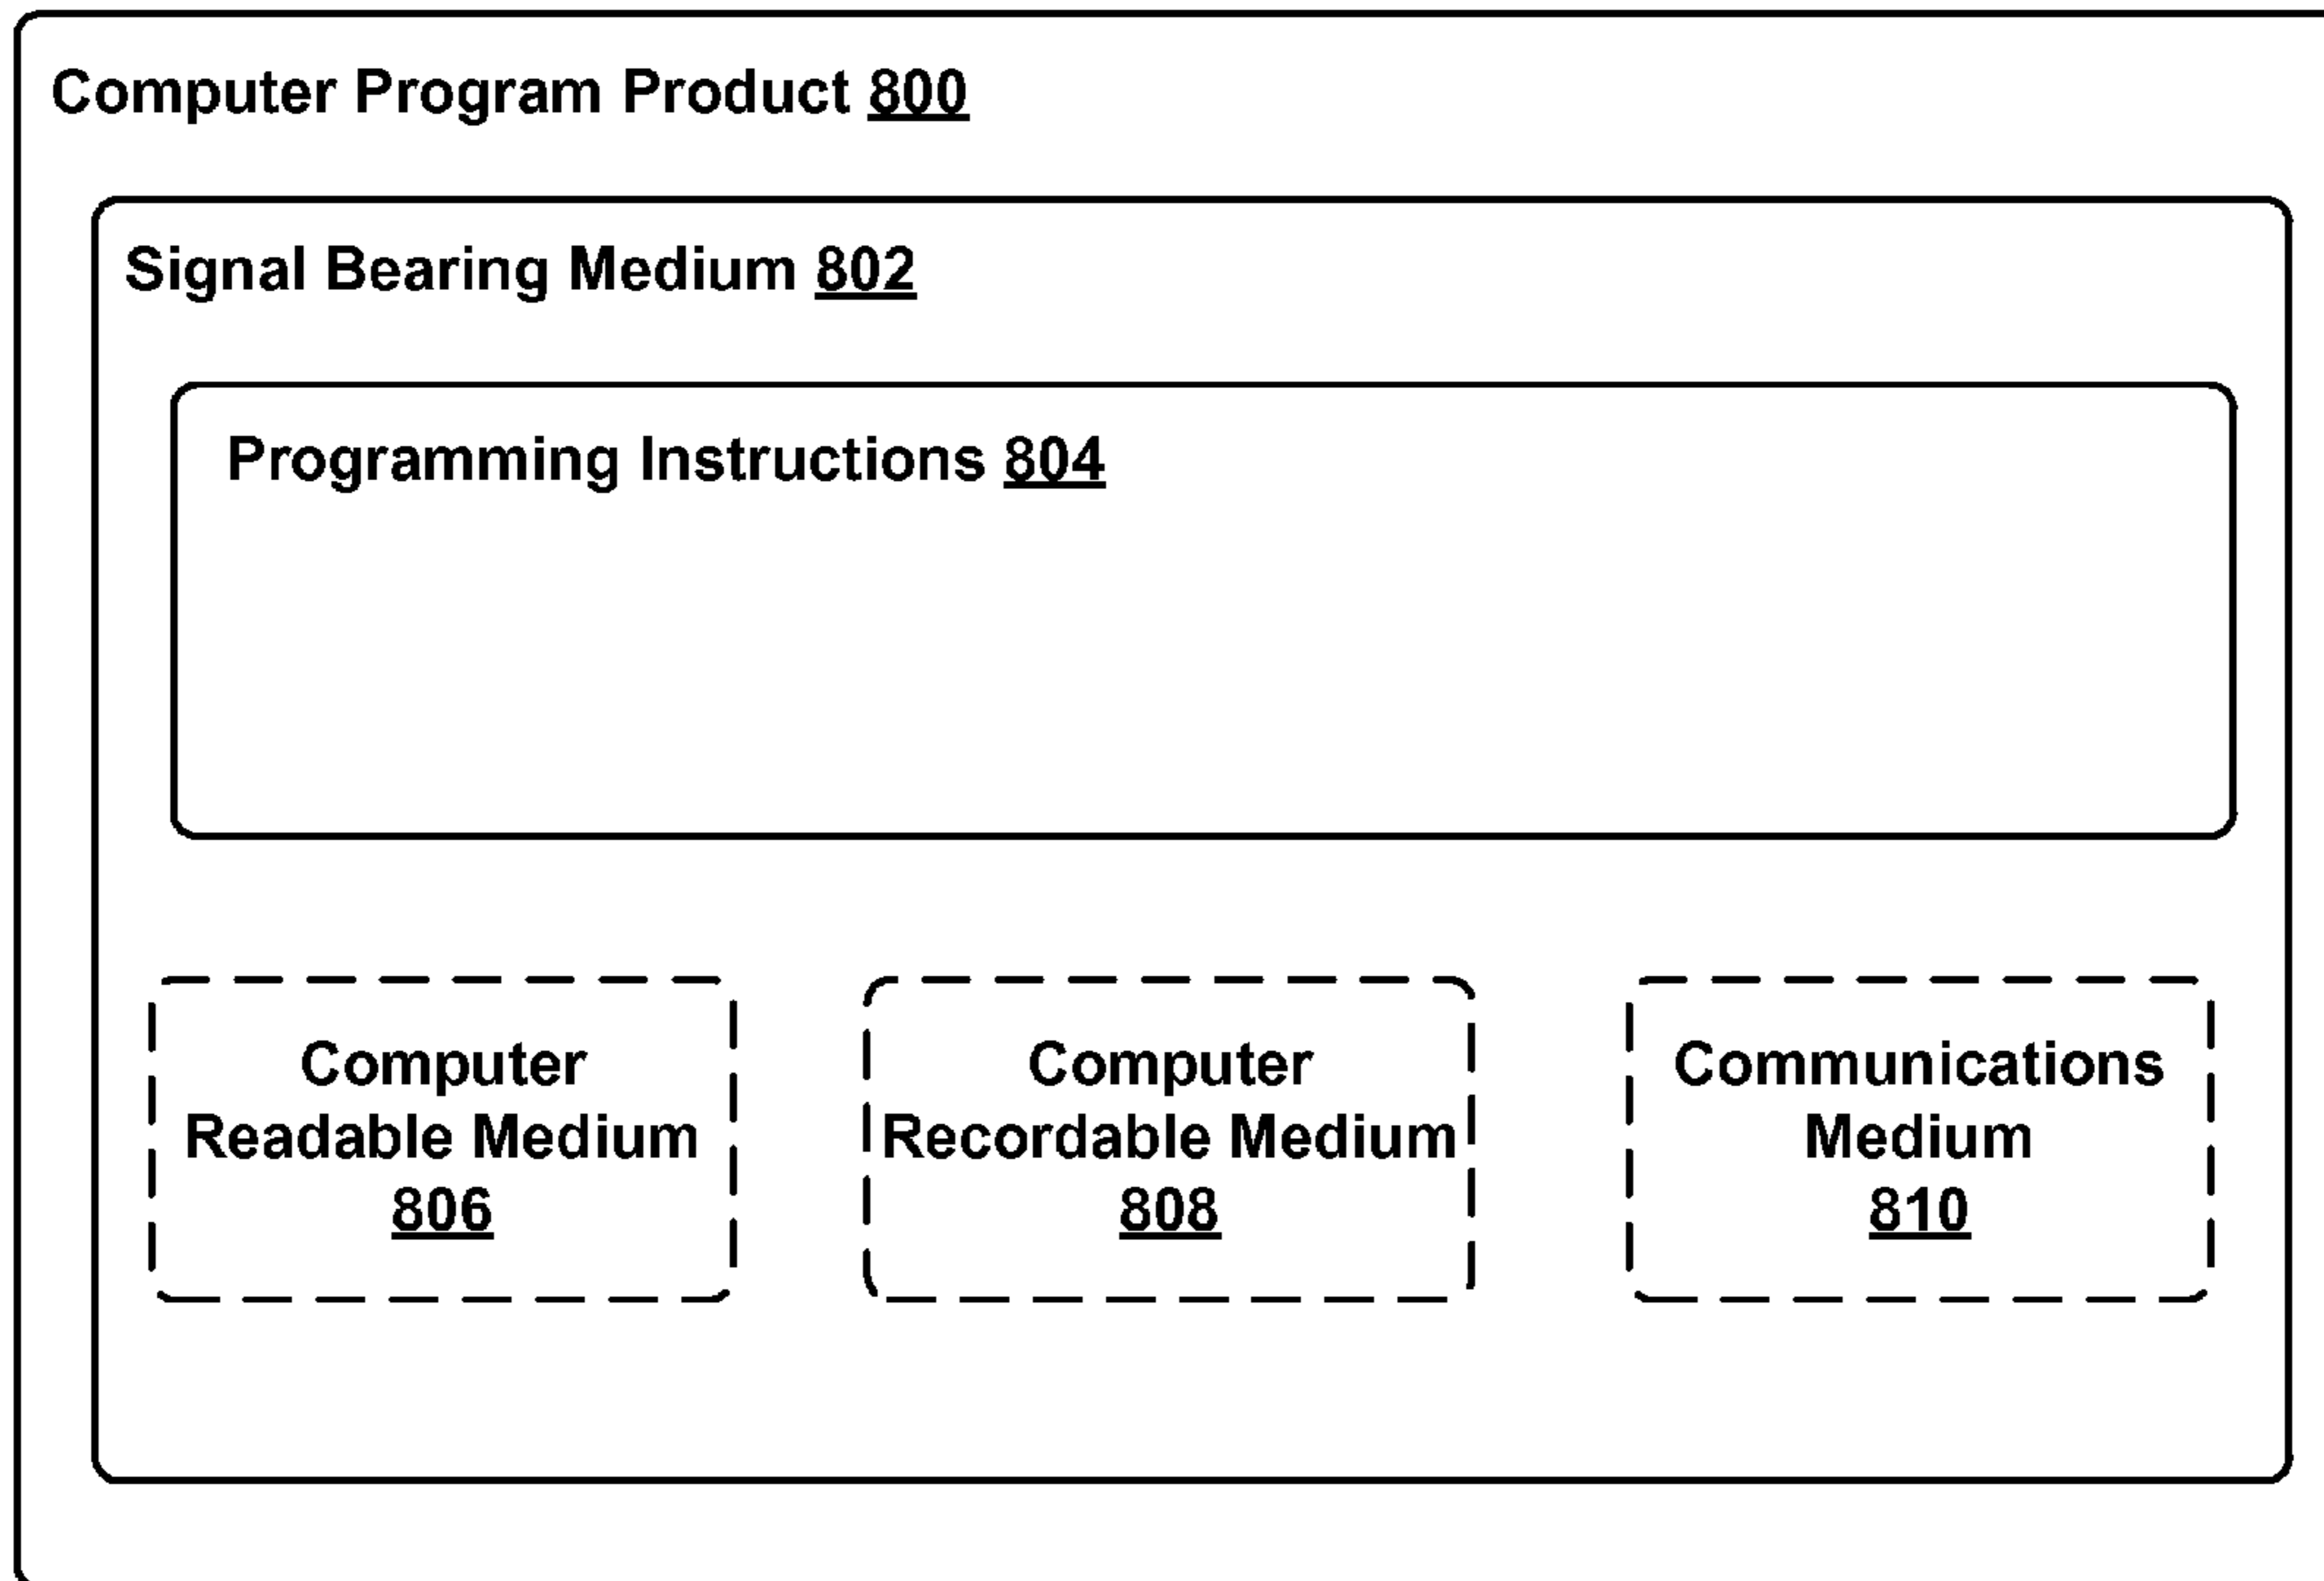 Computer Program Product 800
Signal Bearing Medium 802
Programming Instructions 804
Computer
Readable Medium
806
Computer
Recordable Medium
808
Communications
Medium
810